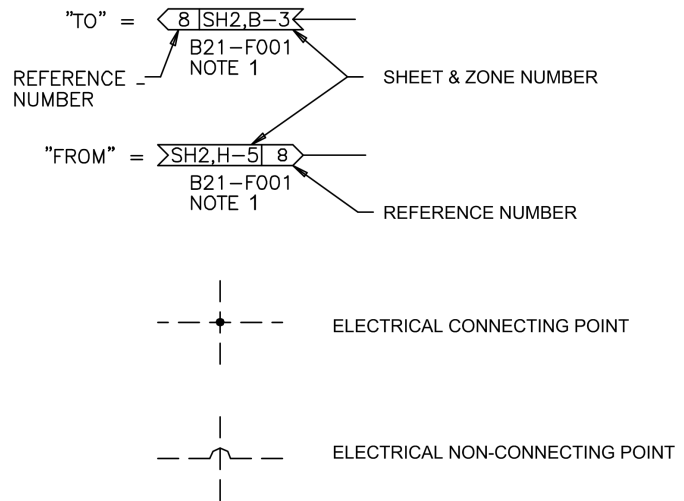 "TO" = 8 SH2,B-3
B21-F001
NOTE 1
REFERENCE
NUMBER
SHEET & ZONE NUMBER
"FROM" = SH2,H-5 8
B21-F001
NOTE 1
REFERENCE NUMBER
ELECTRICAL CONNECTING POINT
ELECTRICAL NON-CONNECTING POINT